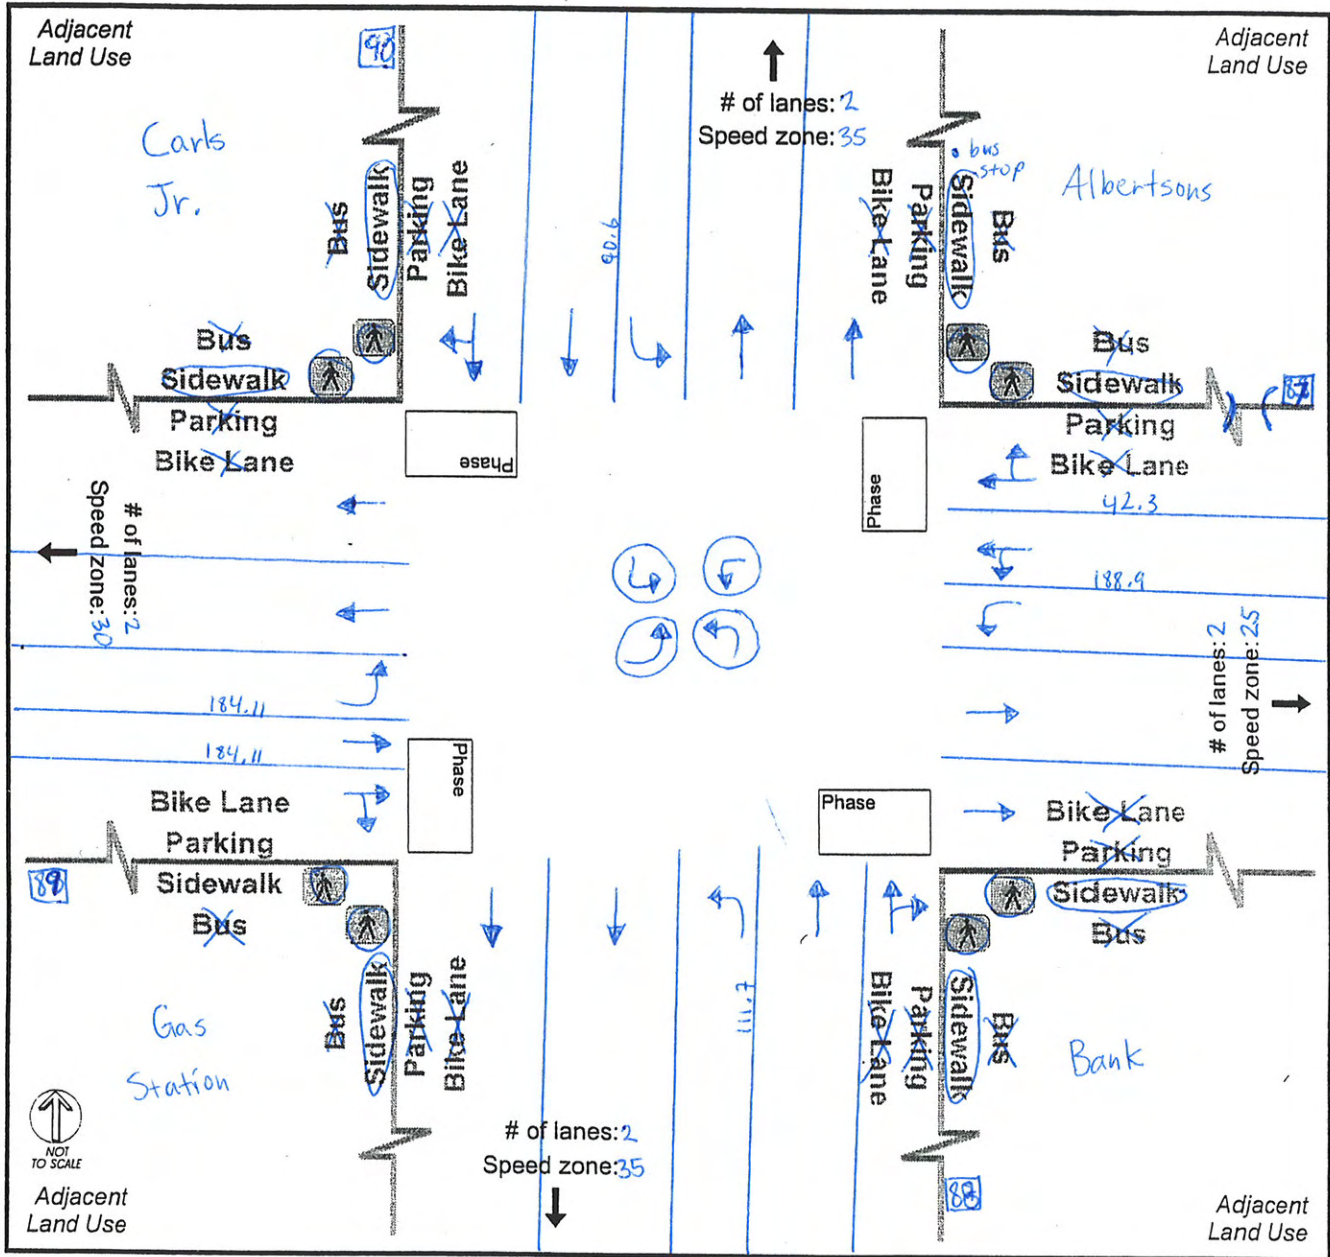 Adjacent
Land Use
90
Adjacent
Land Use
# of lanes: 2
Speed zone: 35
Carls
Jr.
Bus
Sidewalk
Parking
Bike Lane
90.6
Bike Lane
Parking
Sidewalk
Bus
• bus
stop
Albertsons
Bus
Sidewalk
Parking
Bike Lane
Phase
Phase
Bus
Sidewalk
Parking
Bike Lane
42.3
188.9
# of lanes: 2
Speed zone: 30
# of lanes: 2
Speed zone: 25
184.11
184.11
Bike Lane
Parking
Sidewalk
Bus
Phase
Phase
Bike Lane
Parking
Sidewalk
Bus
Gas
Station
Bus
Sidewalk
Parking
Bike Lane
111.7
Bike Lane
Parking
Sidewalk
Bus
Bank
# of lanes: 2
Speed zone: 35
NOT
TO SCALE
Adjacent
Land Use
Adjacent
Land Use